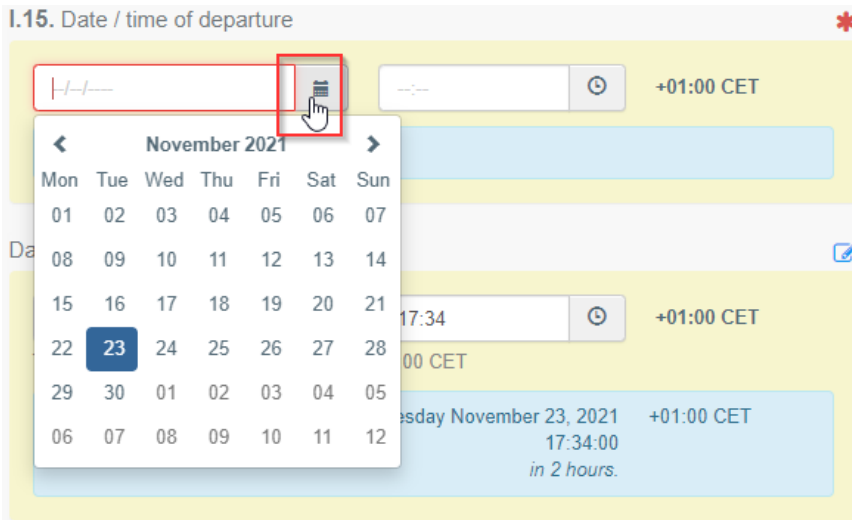 I.15. Date / time of departure *
--/--/---- --:-- +01:00 CET
November 2021
Mon Tue Wed Thu Fri Sat Sun
01 02 03 04 05 06 07
08 09 10 11 12 13 14
15 16 17 18 19 20 21
22 23 24 25 26 27 28
29 30 01 02 03 04 05
06 07 08 09 10 11 12
Da
17:34 +01:00 CET
00 CET
esday November 23, 2021 +01:00 CET
17:34:00
in 2 hours.